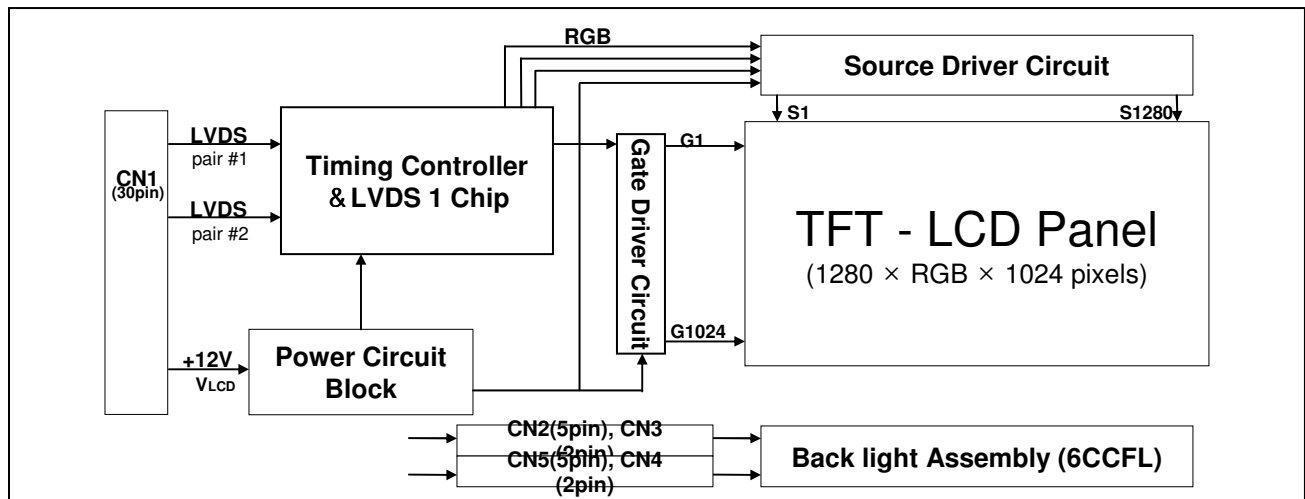 RGB
Source Driver Circuit
S1
S1280
CN1
(30pin)
LVDS
pair #1
LVDS
pair #2
Timing Controller
& LVDS 1 Chip
Gate Driver Circuit
G1
G1024
TFT - LCD Panel
(1280 × RGB × 1024 pixels)
+12V
VLCD
Power Circuit
Block
CN2(5pin), CN3
(2pin)
CN5(5pin), CN4
(2pin)
Back light Assembly (6CCFL)